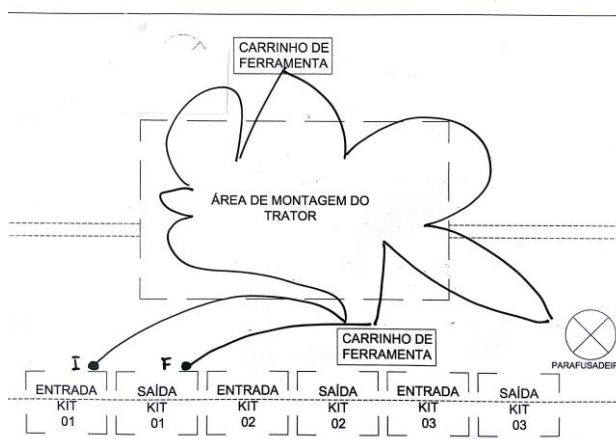 CARRINHO DE
FERRAMENTA
ÁREA DE MONTAGEM DO
TRATOR
CARRINHO DE
FERRAMENTA
PARAFUSADEIR
I
F
ENTRADA
KIT
01
SAÍDA
KIT
01
ENTRADA
KIT
02
SAÍDA
KIT
02
ENTRADA
KIT
03
SAÍDA
KIT
03